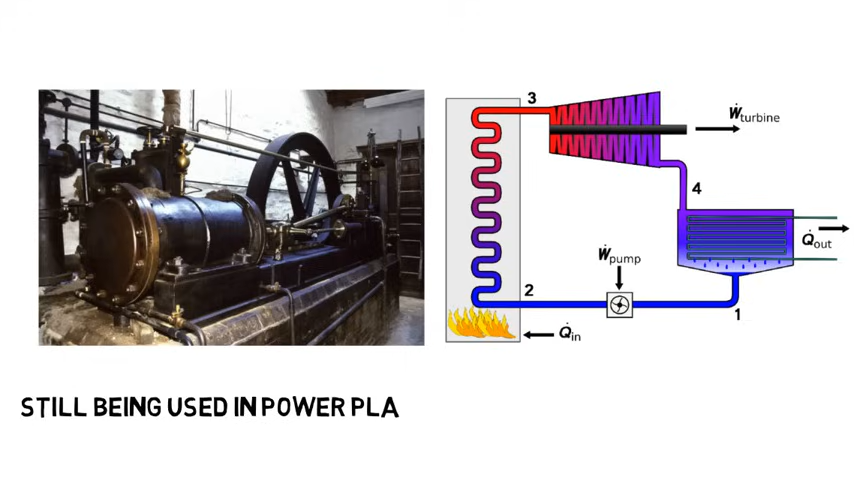 3
Ẇturbine
4
Q̇out
Ẇpump
2
1
Q̇in
STILL BEING USED IN POWER PLA